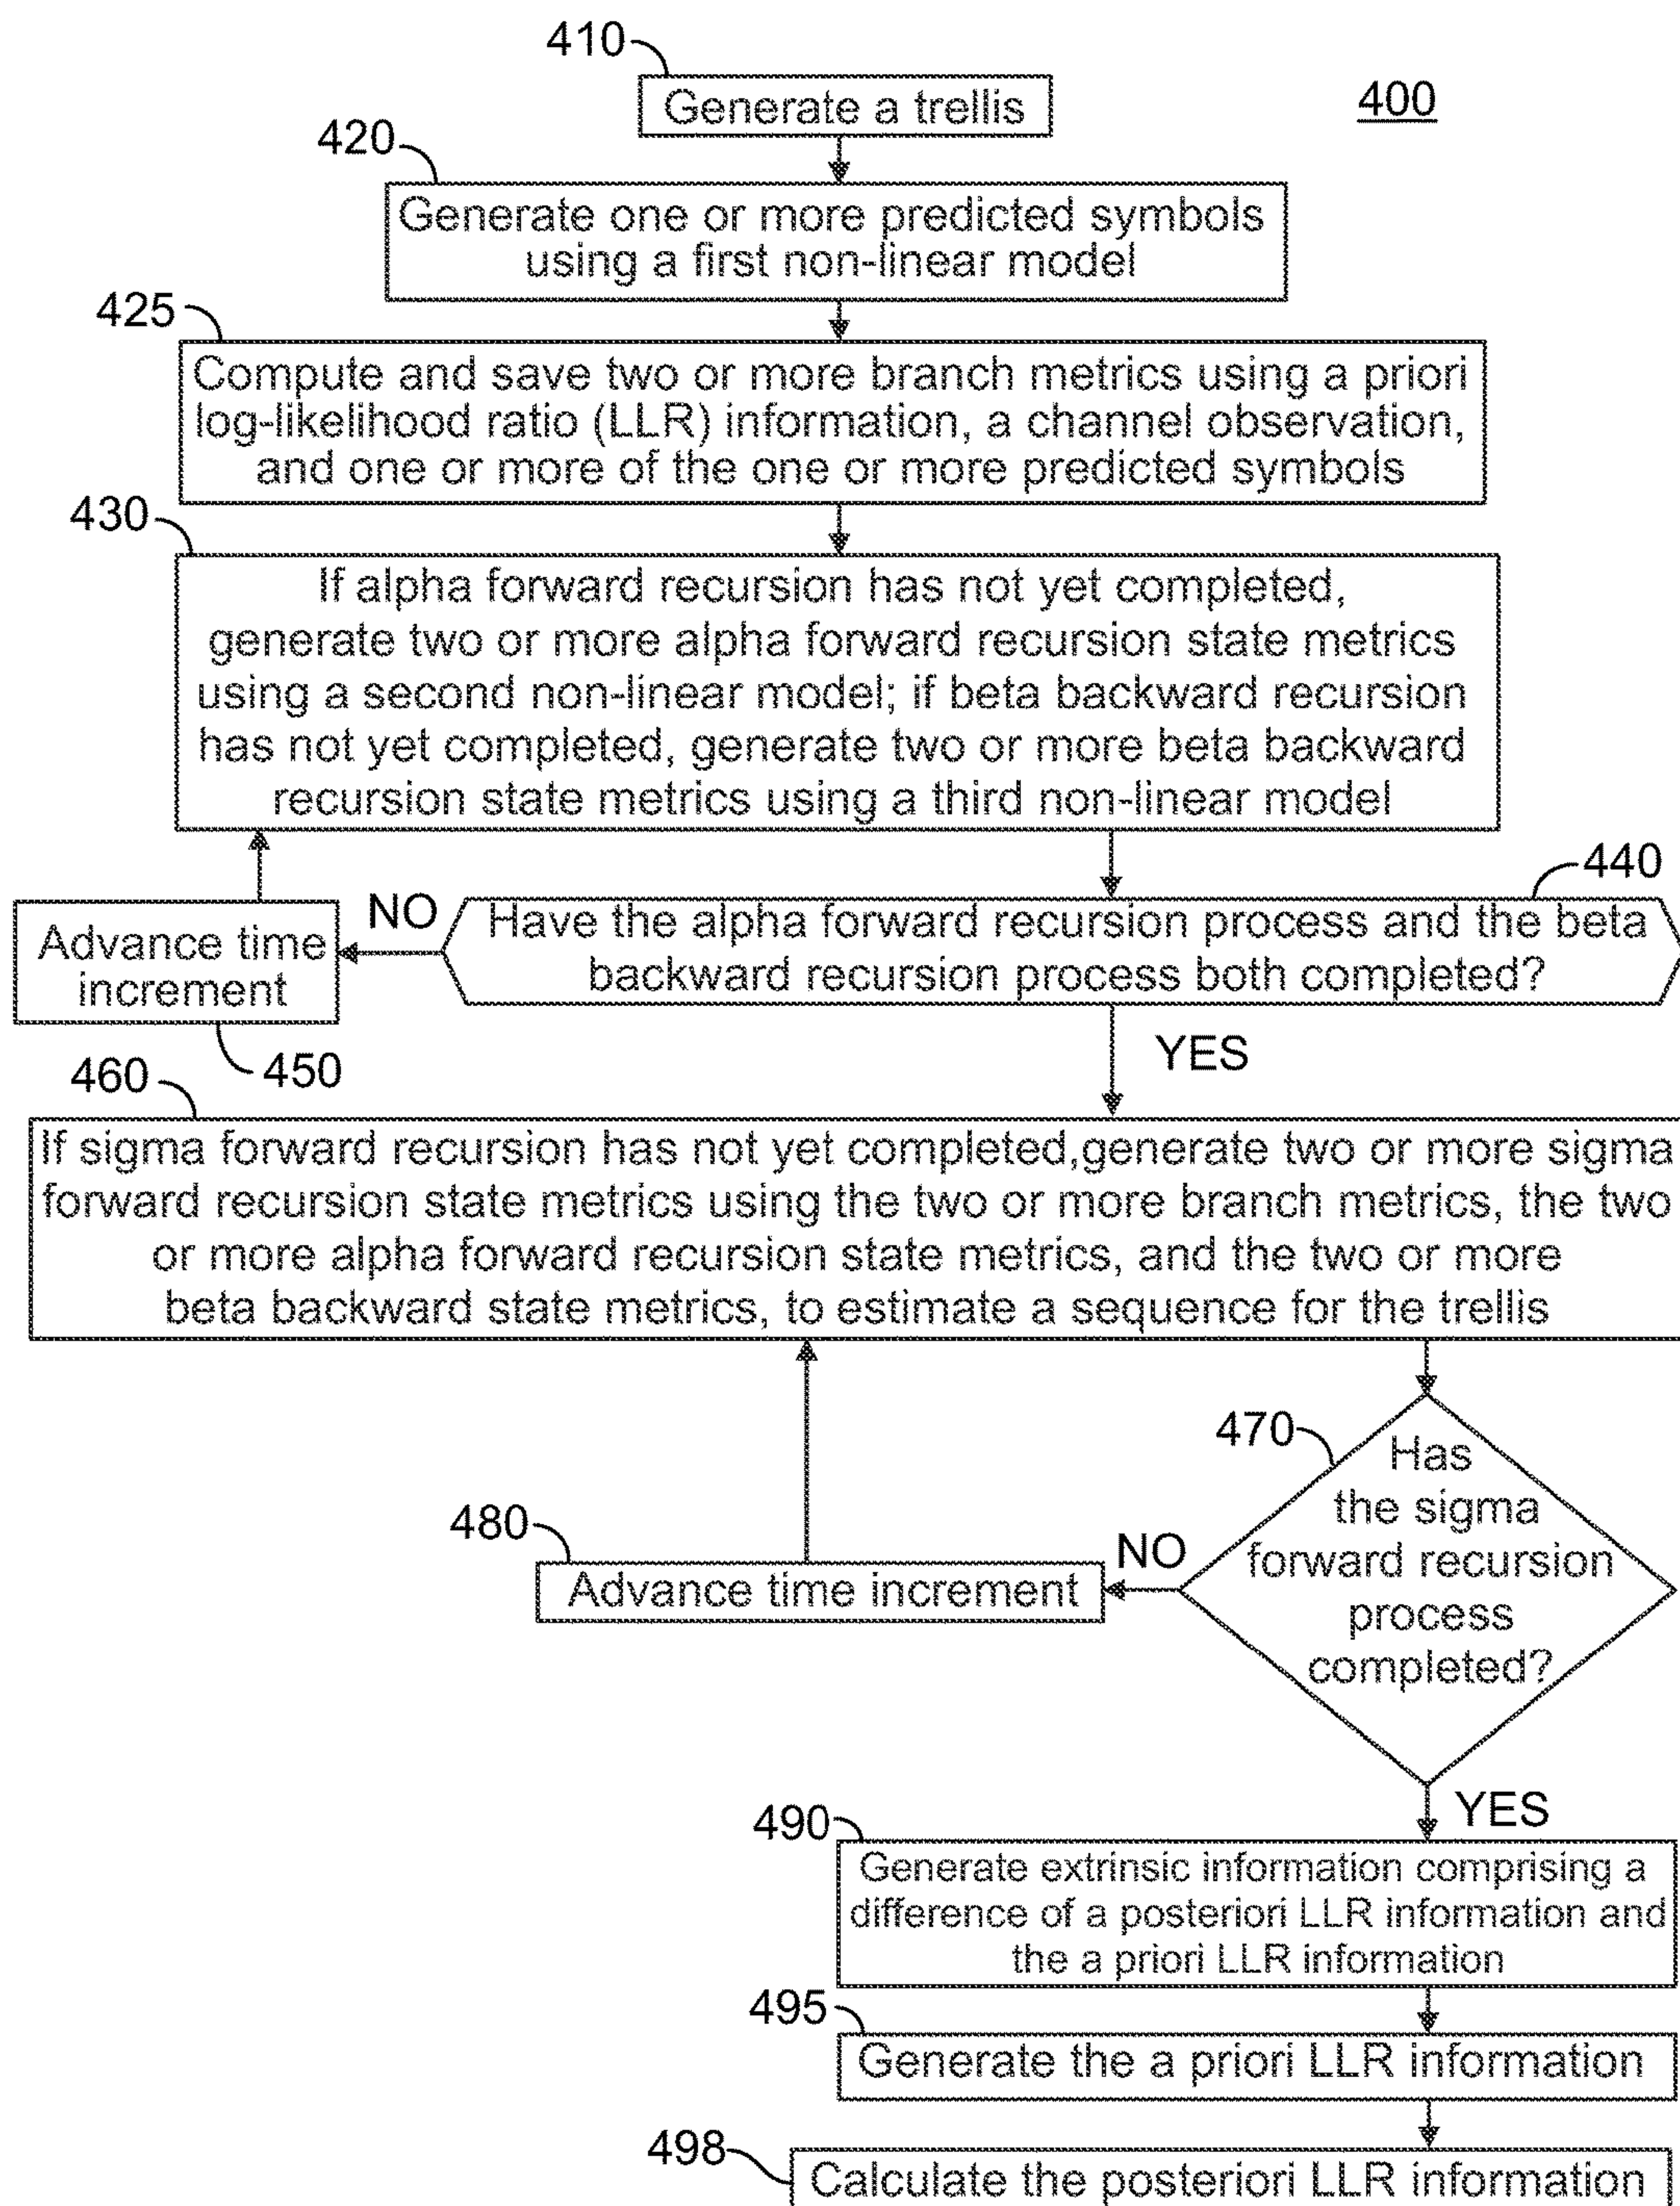 410
Generate a trellis
400
420
Generate one or more predicted symbols
using a first non-linear model
425
Compute and save two or more branch metrics using a priori
log-likelihood ratio (LLR) information, a channel observation,
and one or more of the one or more predicted symbols
430
If alpha forward recursion has not yet completed,
generate two or more alpha forward recursion state metrics
using a second non-linear model; if beta backward recursion
has not yet completed, generate two or more beta backward
recursion state metrics using a third non-linear model
440
Have the alpha forward recursion process and the beta
backward recursion process both completed?
NO
Advance time
increment
450
YES
460
If sigma forward recursion has not yet completed,generate two or more sigma
forward recursion state metrics using the two or more branch metrics, the two
or more alpha forward recursion state metrics, and the two or more
beta backward state metrics, to estimate a sequence for the trellis
470
Has
the sigma
forward recursion
process
completed?
NO
480
Advance time increment
YES
490
Generate extrinsic information comprising a
difference of a posteriori LLR information and
the a priori LLR information
495
Generate the a priori LLR information
498
Calculate the posteriori LLR information